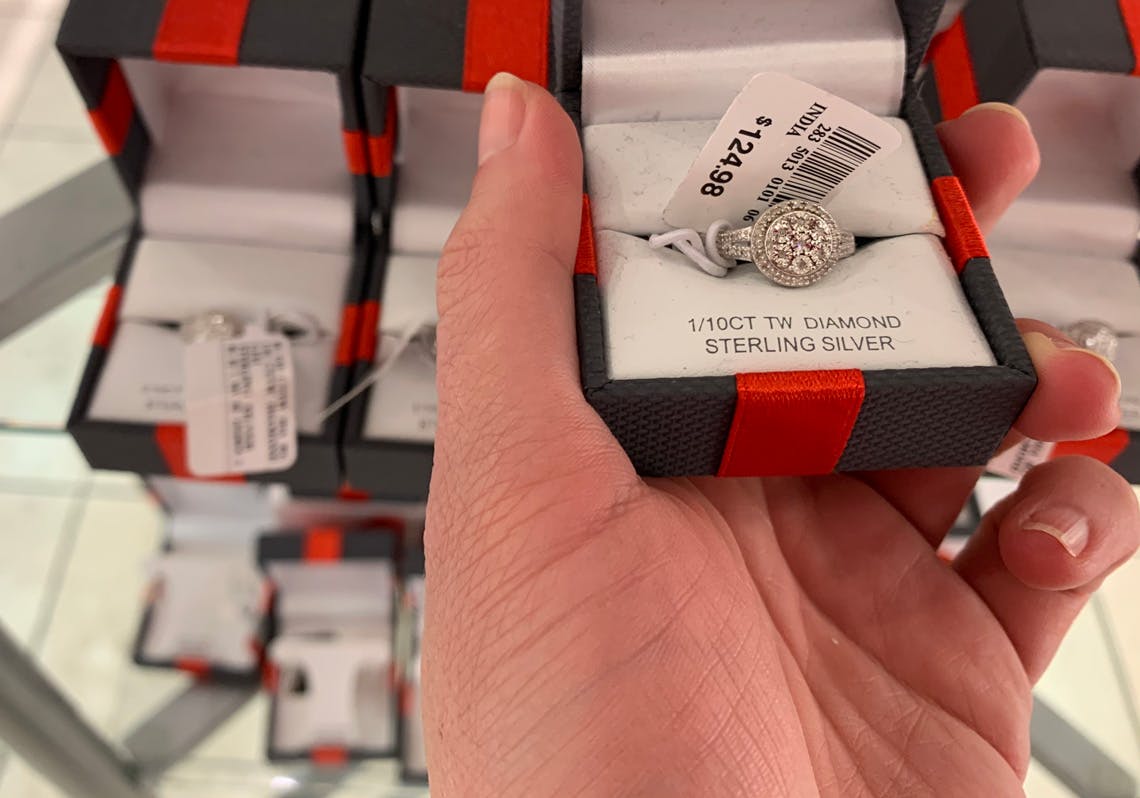 INDIA
283 5013 0101 06
$124.98
1/10CT TW DIAMOND
STERLING SILVER